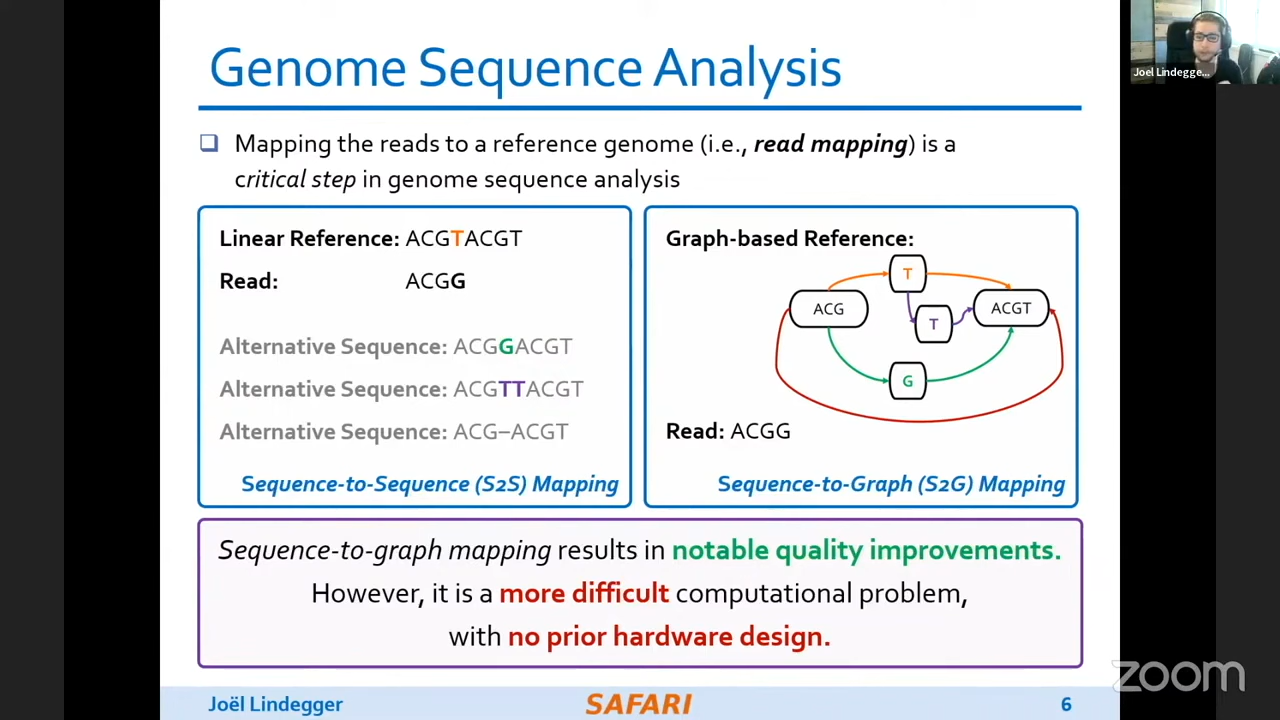 Genome Sequence Analysis
Joel Lindegge...
❑ Mapping the reads to a reference genome (i.e., read mapping) is a
critical step in genome sequence analysis
Linear Reference: ACGTACGT
Read: ACGG
Alternative Sequence: ACGGACGT
Alternative Sequence: ACGTTACGT
Alternative Sequence: ACG–ACGT
Sequence-to-Sequence (S2S) Mapping
Graph-based Reference:
T
ACG
T
ACGT
G
Read: ACGG
Sequence-to-Graph (S2G) Mapping
Sequence-to-graph mapping results in notable quality improvements.
However, it is a more difficult computational problem,
with no prior hardware design.
zoom
Joël Lindegger
SAFARI
6